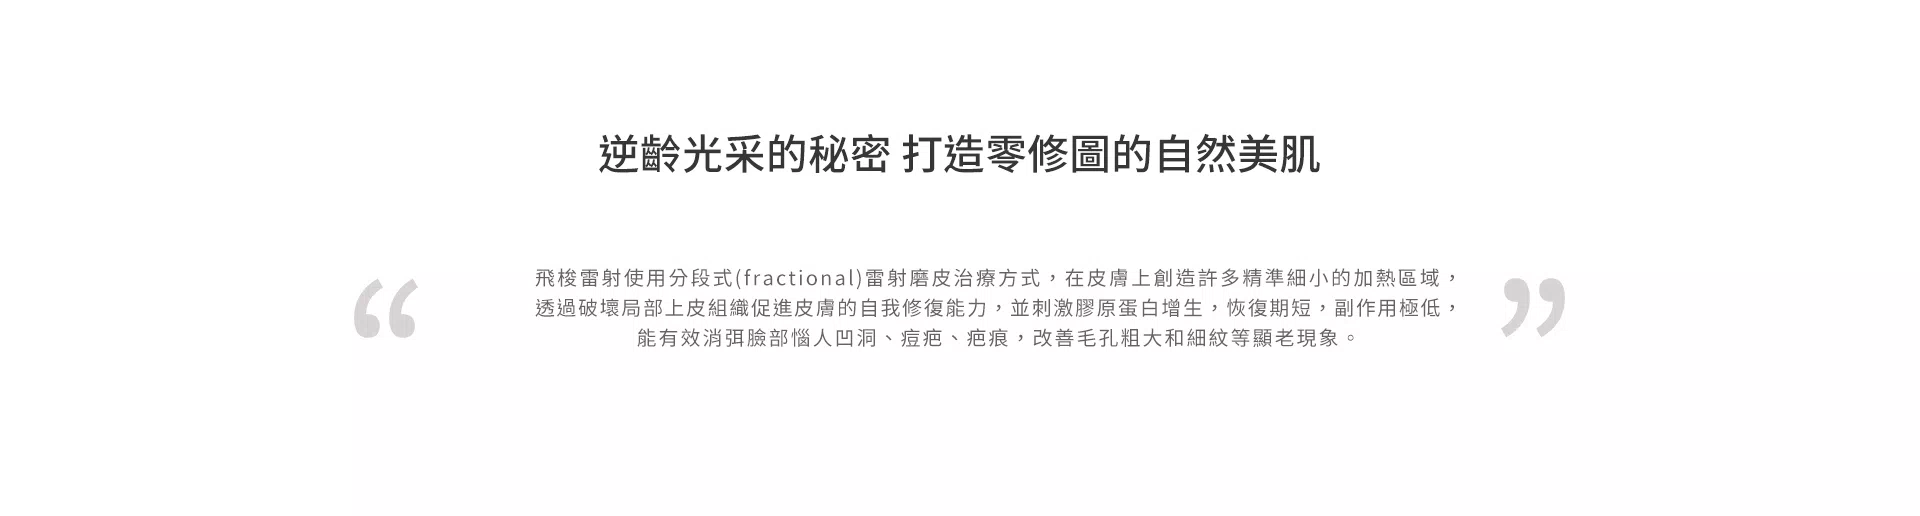 逆齡光采的秘密 打造零修圖的自然美肌
“飛梭雷射使用分段式(fractional)雷射磨皮治療方式，在皮膚上創造許多精準細小的加熱區域，
透過破壞局部上皮組織促進皮膚的自我修復能力，並刺激膠原蛋白增生，恢復期短，副作用極低，
能有效消弭臉部惱人凹洞、痘疤、疤痕，改善毛孔粗大和細紋等顯老現象。”